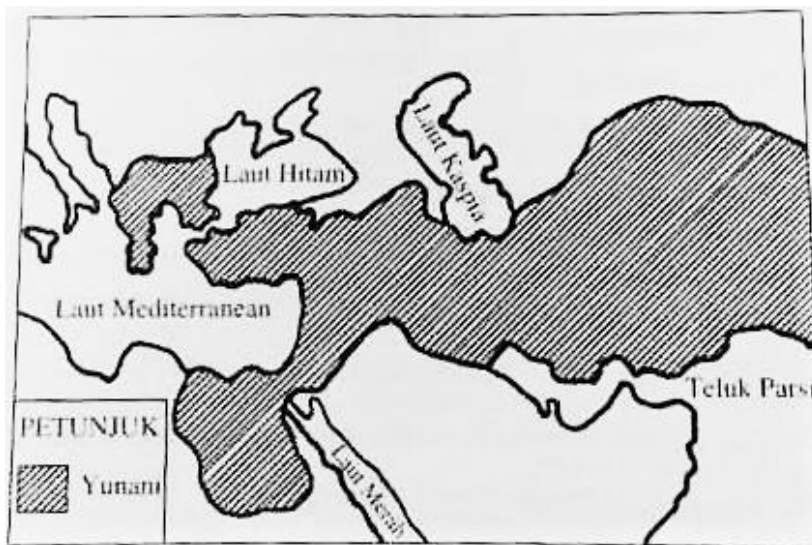 Laut Hitam
Laut Kaspia
Laut Mediterranean
Teluk Parsi
PETUNJUK
Yunani
Laut Merah